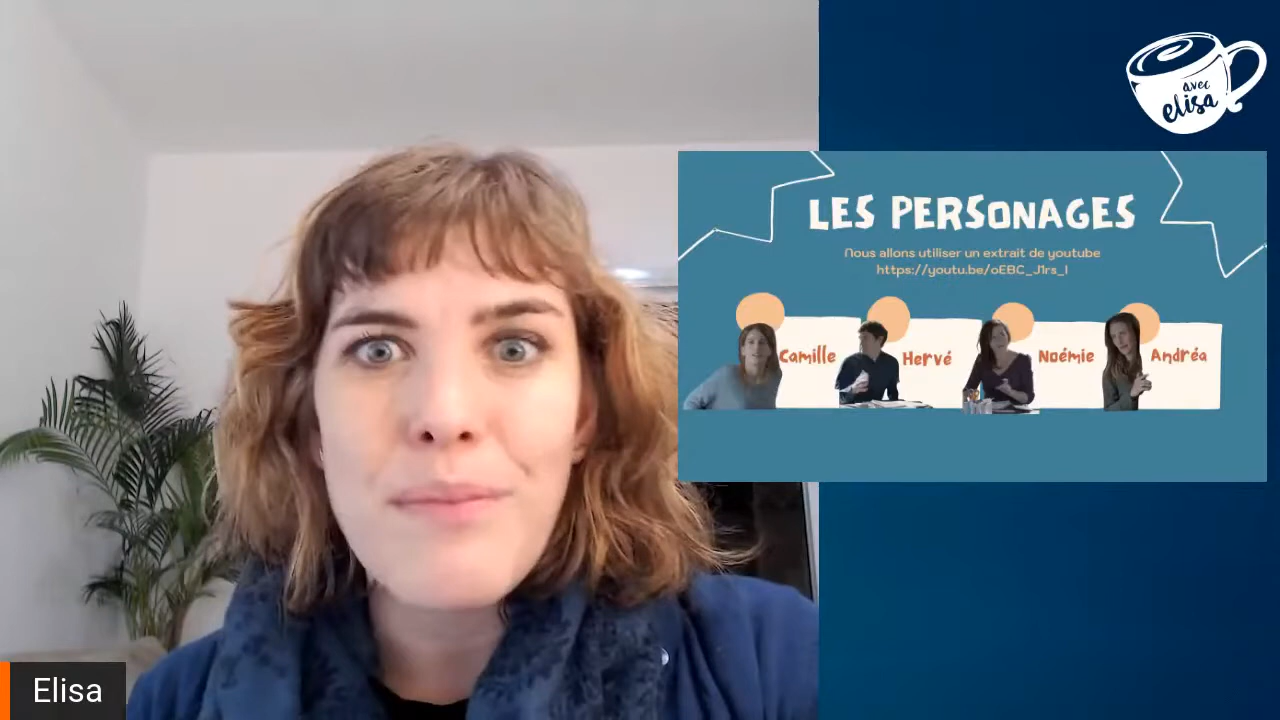 avec
elisa
LES PERSONAGES
Nous allons utiliser un extrait de youtube
https://youtu.be/oEBC_J1rs_I
Camille
Hervé
Noémie
Andréa
Elisa